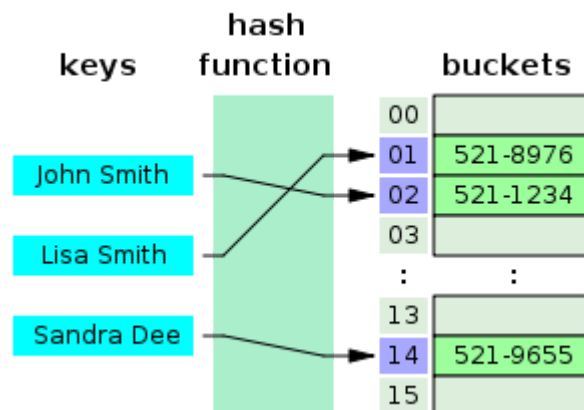 hash
keys function buckets
00
01 521-8976
John Smith
02 521-1234
03
Lisa Smith
: :
13
Sandra Dee
14 521-9655
15